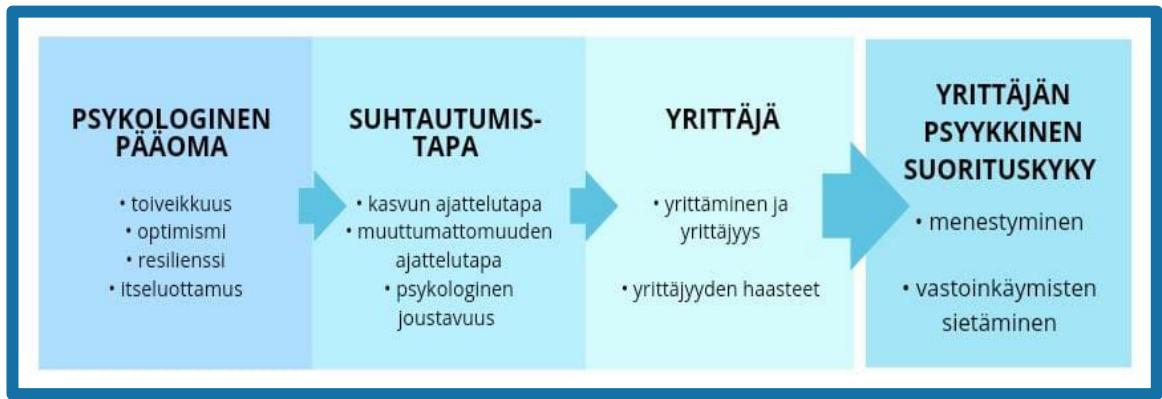 PSYKOLOGINEN
PÄÄOMA
• toiveikkuus
• optimismi
• resilienssi
• itseluottamus
SUHTAUTUMIS-
TAPA
• kasvun ajattelutapa
• muuttumattomuuden
ajattelutapa
• psykologinen
joustavuus
YRITTÄJÄ
• yrittäminen ja
yrittäjyys
• yrittäjyyden haasteet
YRITTÄJÄN
PSYYKKINEN
SUORITUSKYKY
• menestyminen
• vastoinkäymisten
sietäminen